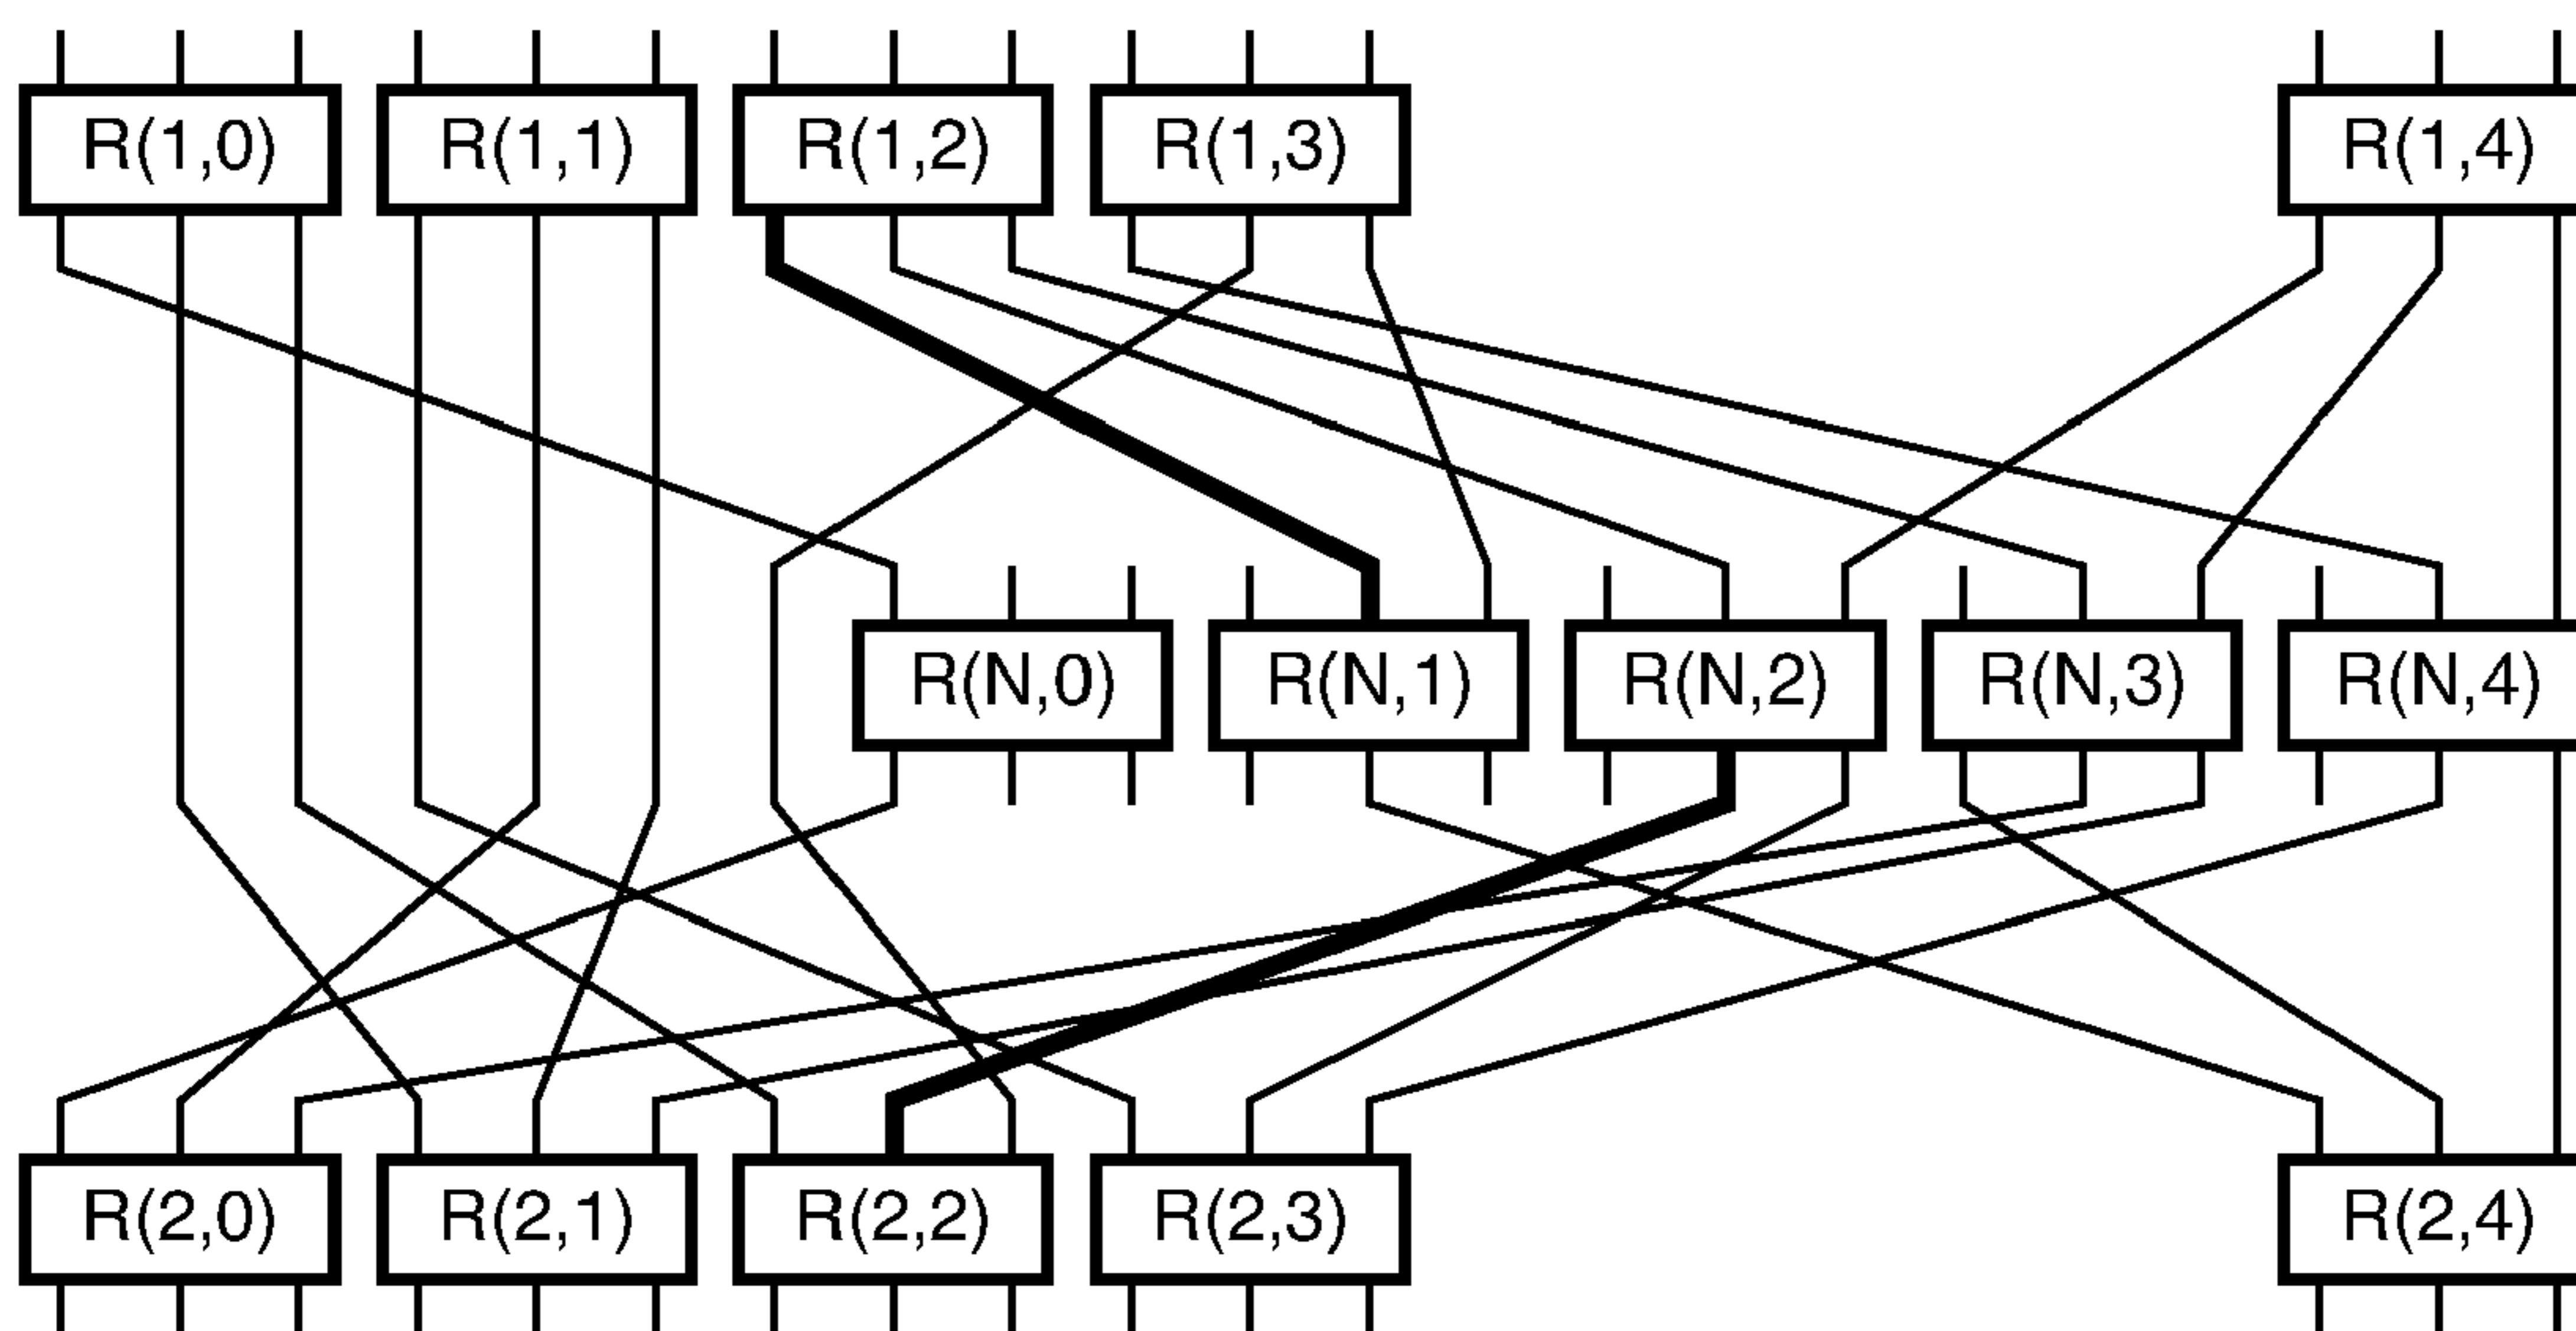 R(1,0) R(1,1) R(1,2) R(1,3) R(1,4)
R(N,0) R(N,1) R(N,2) R(N,3) R(N,4)
R(2,0) R(2,1) R(2,2) R(2,3) R(2,4)